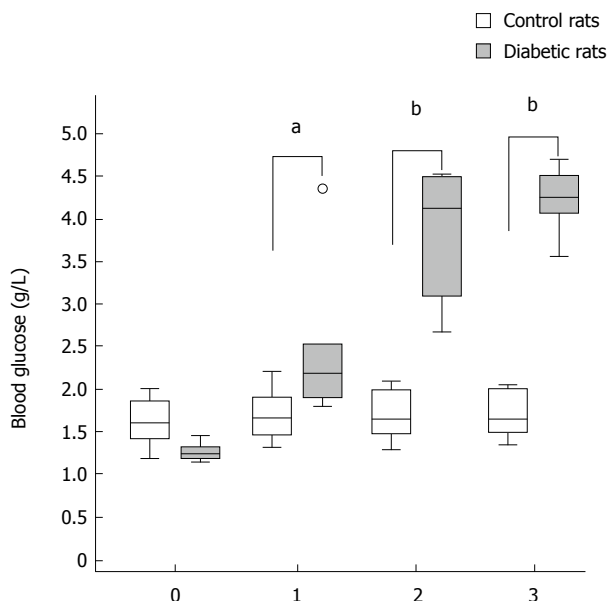 Control rats
Diabetic rats
a
b
b
Blood glucose (g/L)
5.0
4.5
4.0
3.5
3.0
2.5
2.0
1.5
1.0
0.5
0
0 1 2 3